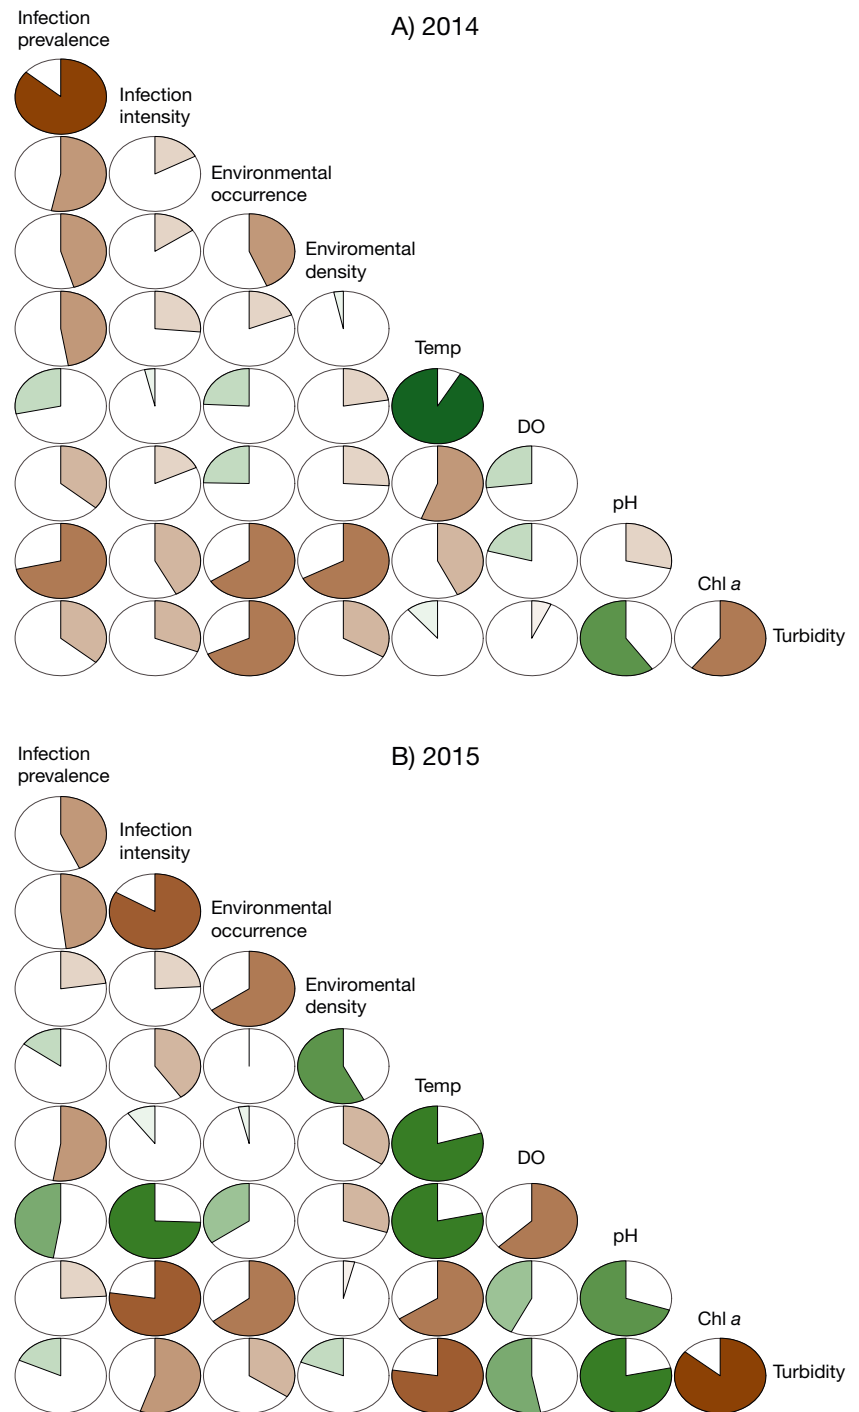 Infection
prevalence
A) 2014
Infection
intensity
Environmental
occurrence
Enviromental
density
Temp
DO
pH
Chl a
Turbidity
Infection
prevalence
B) 2015
Infection
intensity
Environmental
occurrence
Enviromental
density
Temp
DO
pH
Chl a
Turbidity